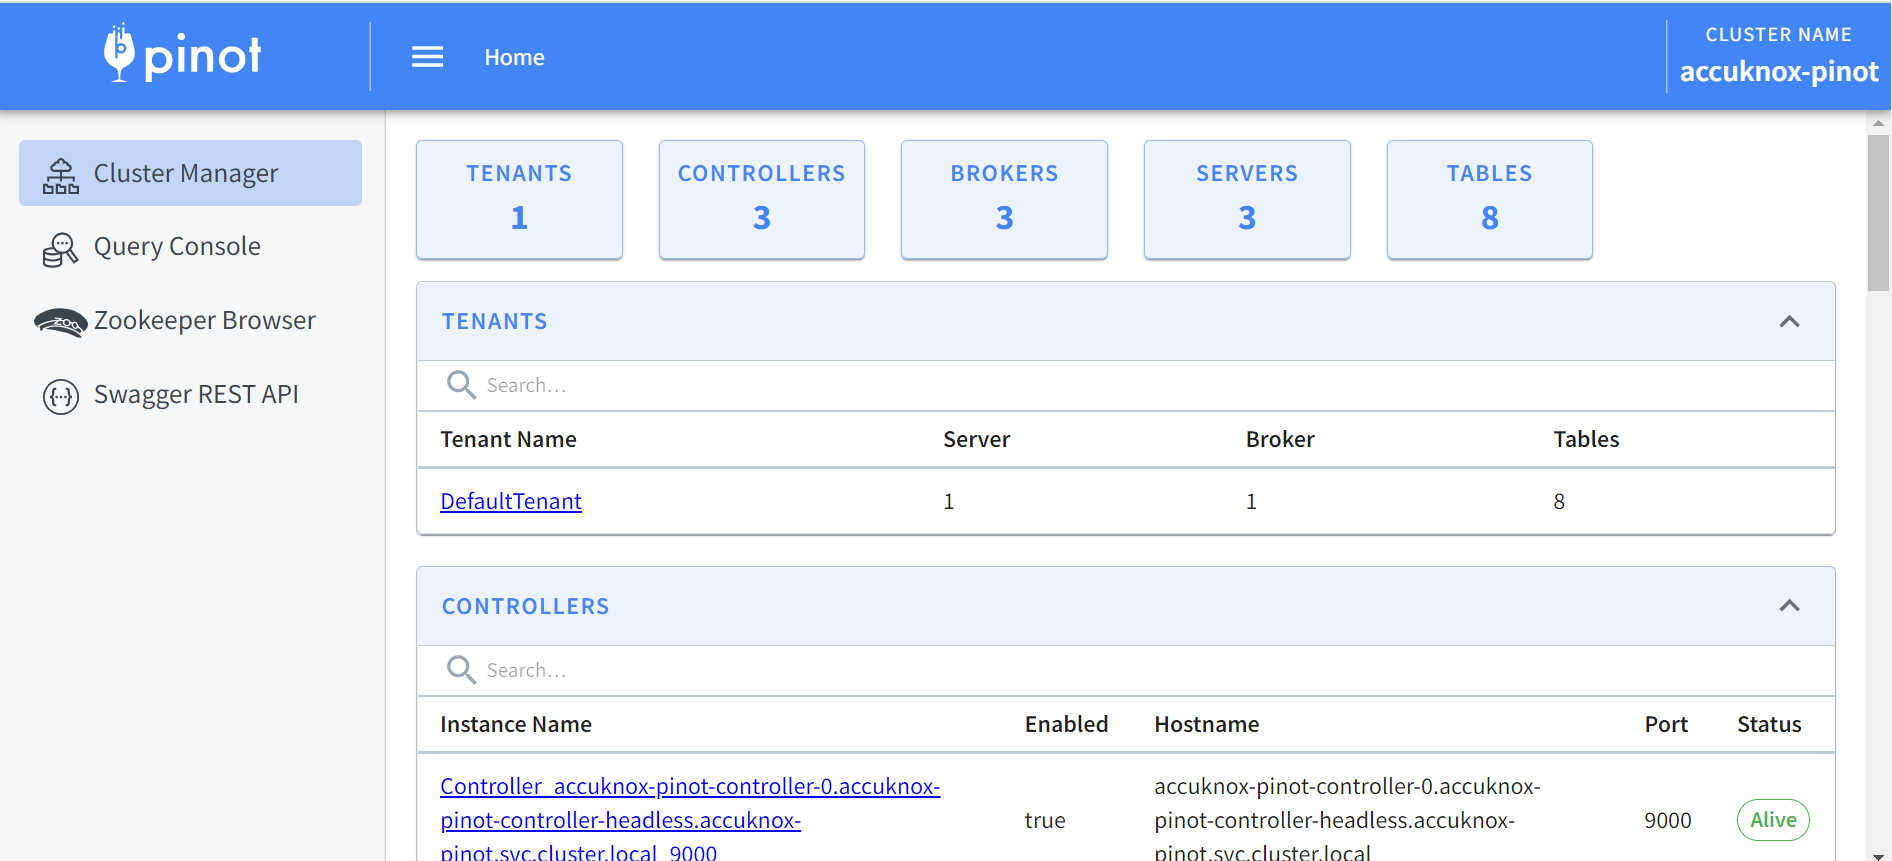 pinot
Home
CLUSTER NAME
accuknox-pinot
Cluster Manager
Query Console
Zookeeper Browser
Swagger REST API
TENANTS
1
CONTROLLERS
3
BROKERS
3
SERVERS
3
TABLES
8
TENANTS
Search...
Tenant Name Server Broker Tables
DefaultTenant 1 1 8
CONTROLLERS
Search...
Instance Name Enabled Hostname Port Status
Controller_accuknox-pinot-controller-0.accuknox-
pinot-controller-headless.accuknox-
pinot.svc.cluster.local_9000
true
accuknox-pinot-controller-0.accuknox-
pinot-controller-headless.accuknox-
pinot.svc.cluster.local
9000
Alive